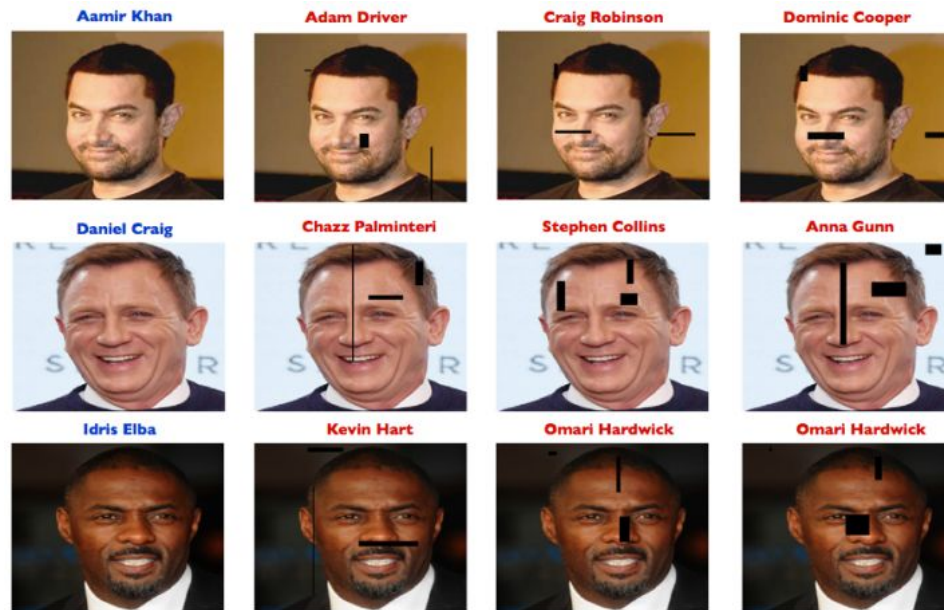 Aamir Khan Adam Driver Craig Robinson Dominic Cooper
Daniel Craig Chazz Palminteri Stephen Collins Anna Gunn
R E L E
S T R
Idris Elba Kevin Hart Omari Hardwick Omari Hardwick